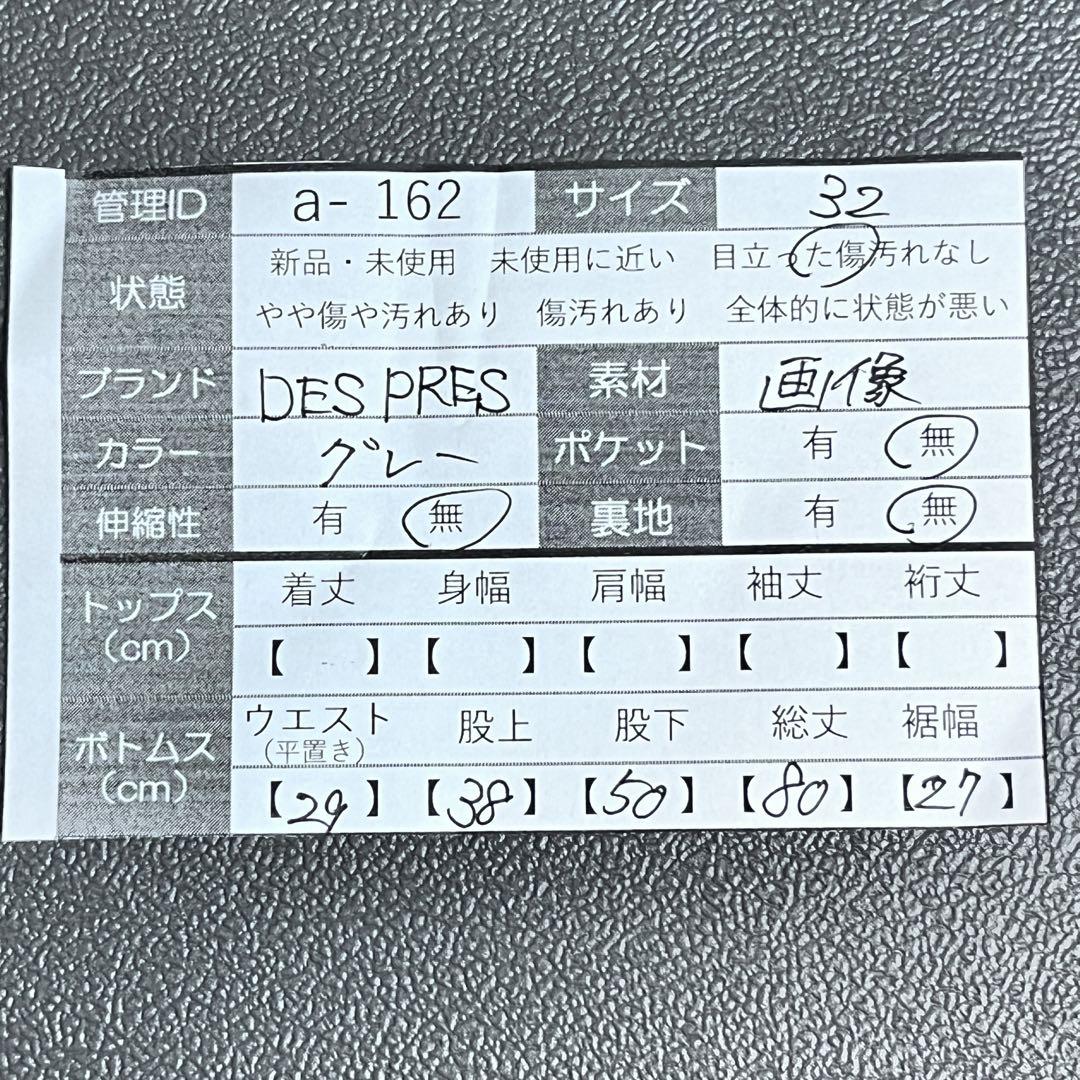 管理ID a- 162 サイズ 32
状態 新品・未使用 未使用に近い 目立った傷汚れなし
やや傷や汚れあり 傷汚れあり 全体的に状態が悪い
ブランド DES PRES 素材 画像
カラー グレー ポケット 有 無
伸縮性 有 無 裏地 有 無
トップス(cm) 着丈 身幅 肩幅 袖丈 裄丈
【 】【 】【 】【 】【 】
ボトムス(cm) ウエスト(平置き) 股上 股下 総丈 裾幅
【29】【38】【50】【80】【27】